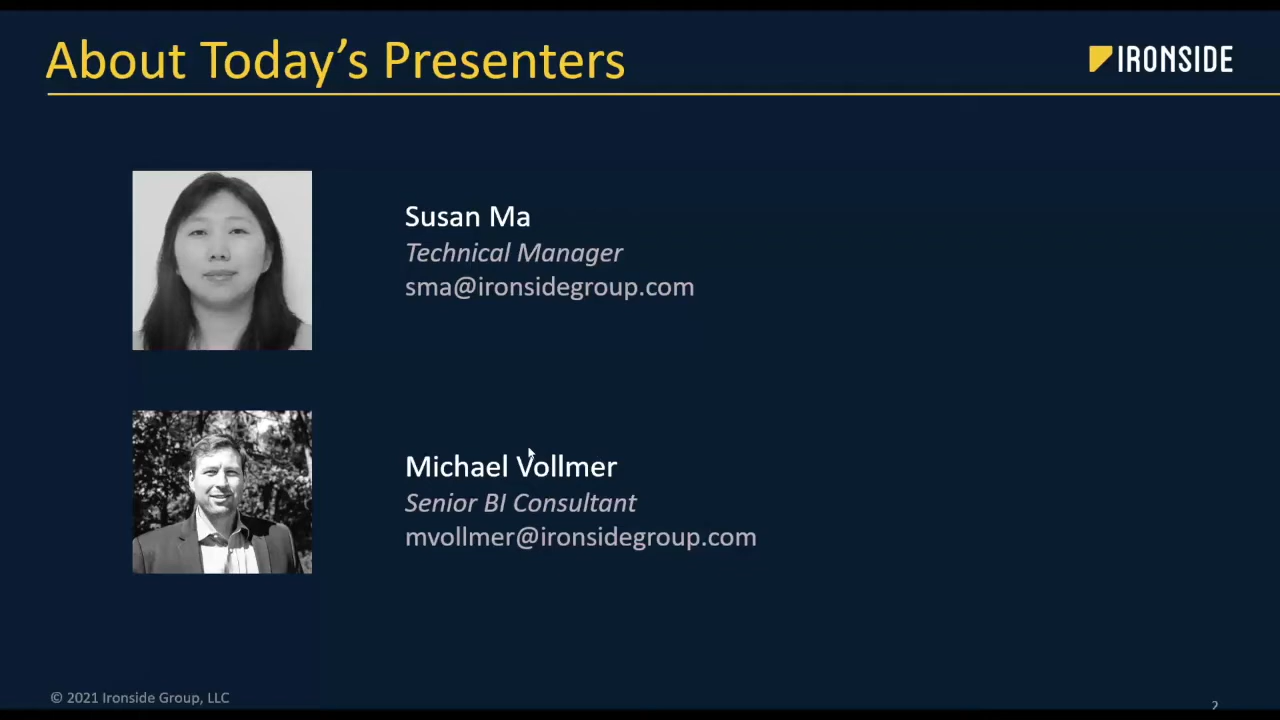 About Today's Presenters
IRONSIDE
Susan Ma
Technical Manager
sma@ironsidegroup.com
Michael Vollmer
Senior BI Consultant
mvollmer@ironsidegroup.com
© 2021 Ironside Group, LLC
2